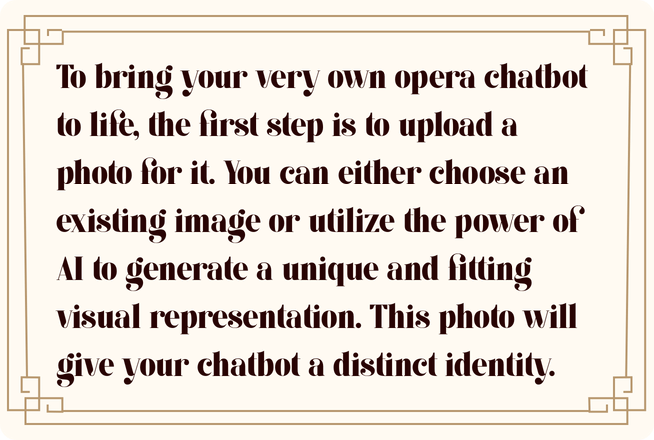 To bring your very own opera chatbot
to life, the first step is to upload a
photo for it. You can either choose an
existing image or utilize the power of
AI to generate a unique and fitting
visual representation. This photo will
give your chatbot a distinct identity.